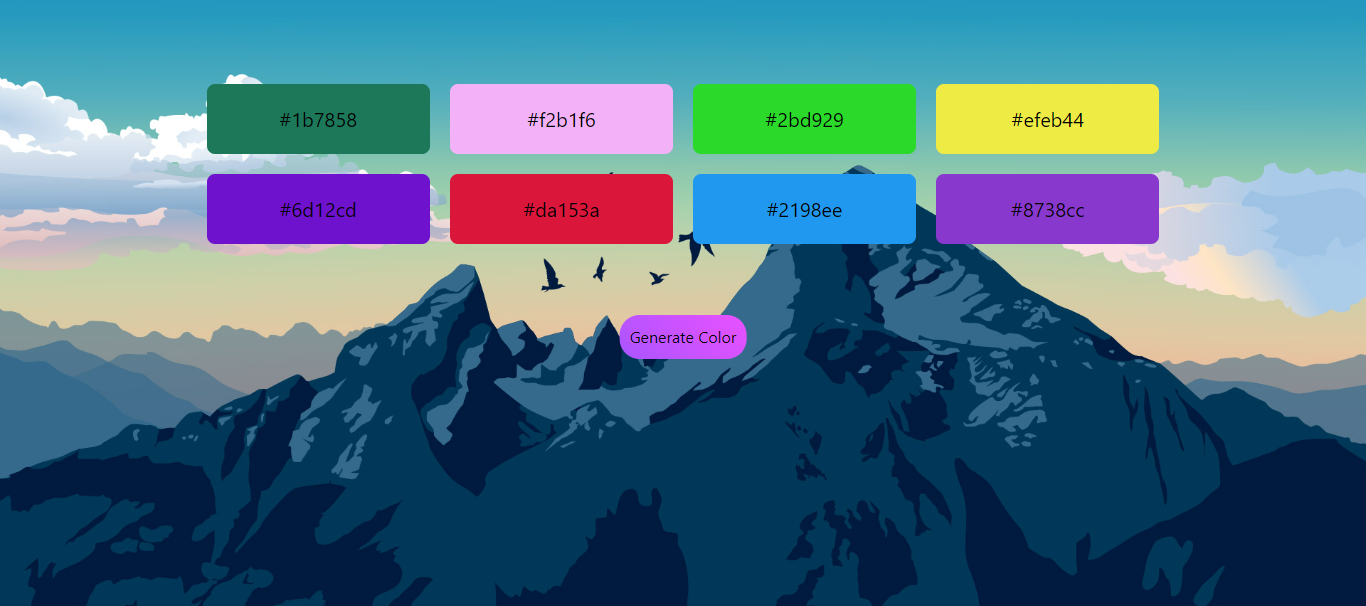 #1b7858
#f2b1f6
#2bd929
#efeb44
#6d12cd
#da153a
#2198ee
#8738cc
Generate Color